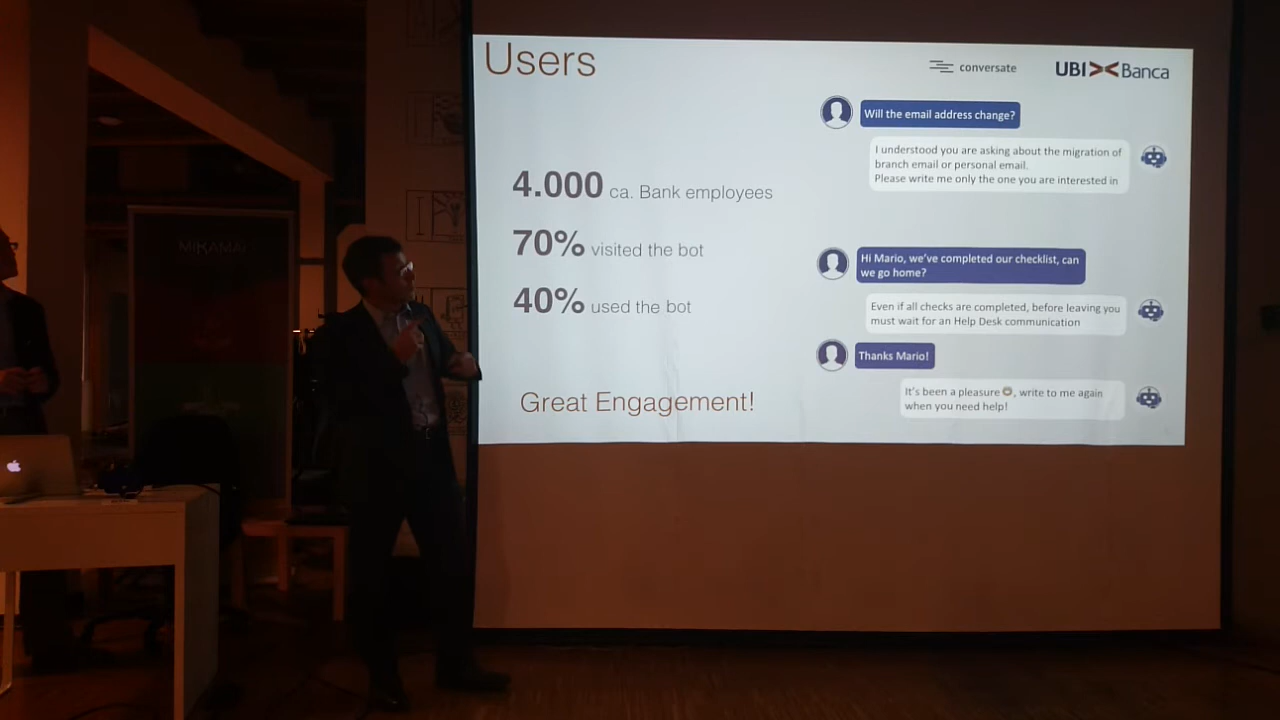 Users
conversate
UBI Banca
4.000 ca. Bank employees
70% visited the bot
40% used the bot
Great Engagement!
Will the email address change?
I understood you are asking about the migration of
branch email or personal email.
Please write me only the one you are interested in
Hi Mario, we've completed our checklist, can
we go home?
Even if all checks are completed, before leaving you
must wait for an Help Desk communication
Thanks Mario!
It's been a pleasure 😊, write to me again
when you need help!
MIKAMAI